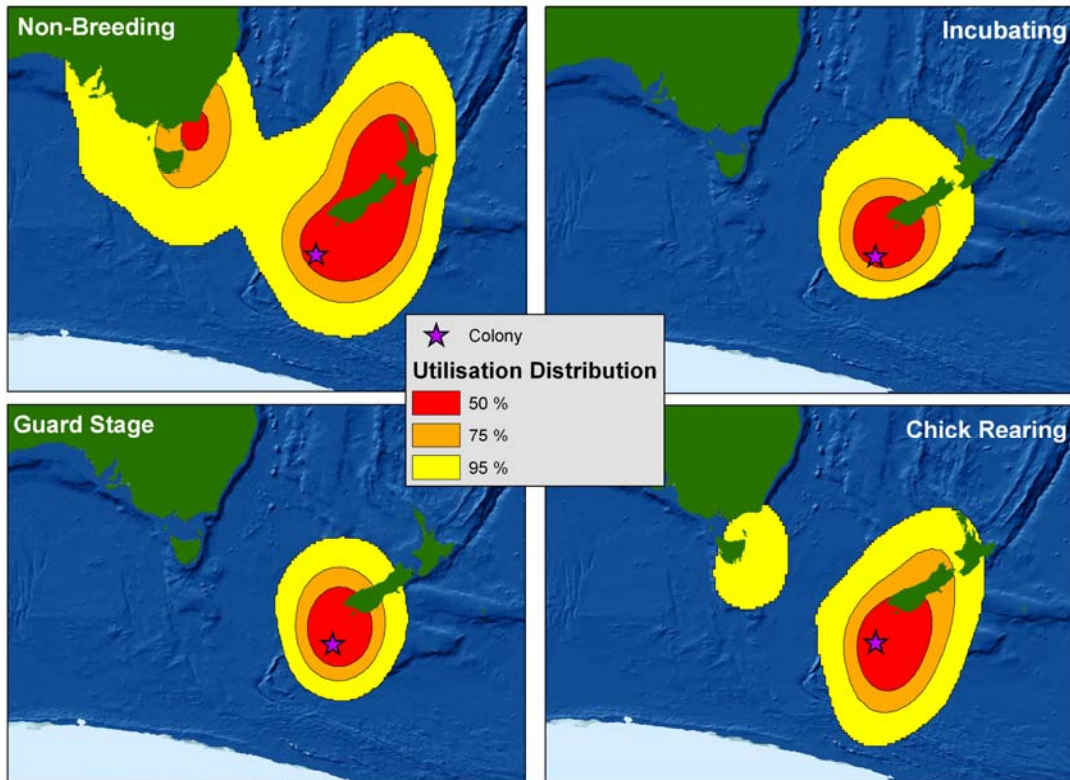 Non-Breeding
Incubating
Colony
Utilisation Distribution
50 %
75 %
95 %
Guard Stage
Chick Rearing